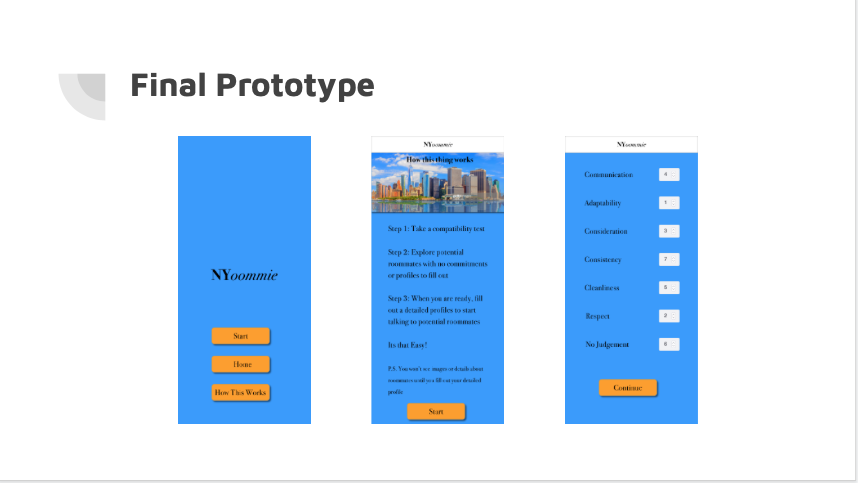 Final Prototype
NYoommie
Start
Home
How This Works
NYoommie
How this thing works
Step 1: Take a compatibility test
Step 2: Explore potential
roommates with no commitments
or profiles to fill out
Step 3: When you are ready, fill
out a detailed profiles to start
talking to potential roommates
Its that Easy!
P.S. You won't see images or details about
roommates until you fill out your detailed
profile
Start
NYoommie
Communication 4
Adaptability 1
Consideration 3
Consistency 7
Cleanliness 5
Respect 2
No Judgement 6
Continue